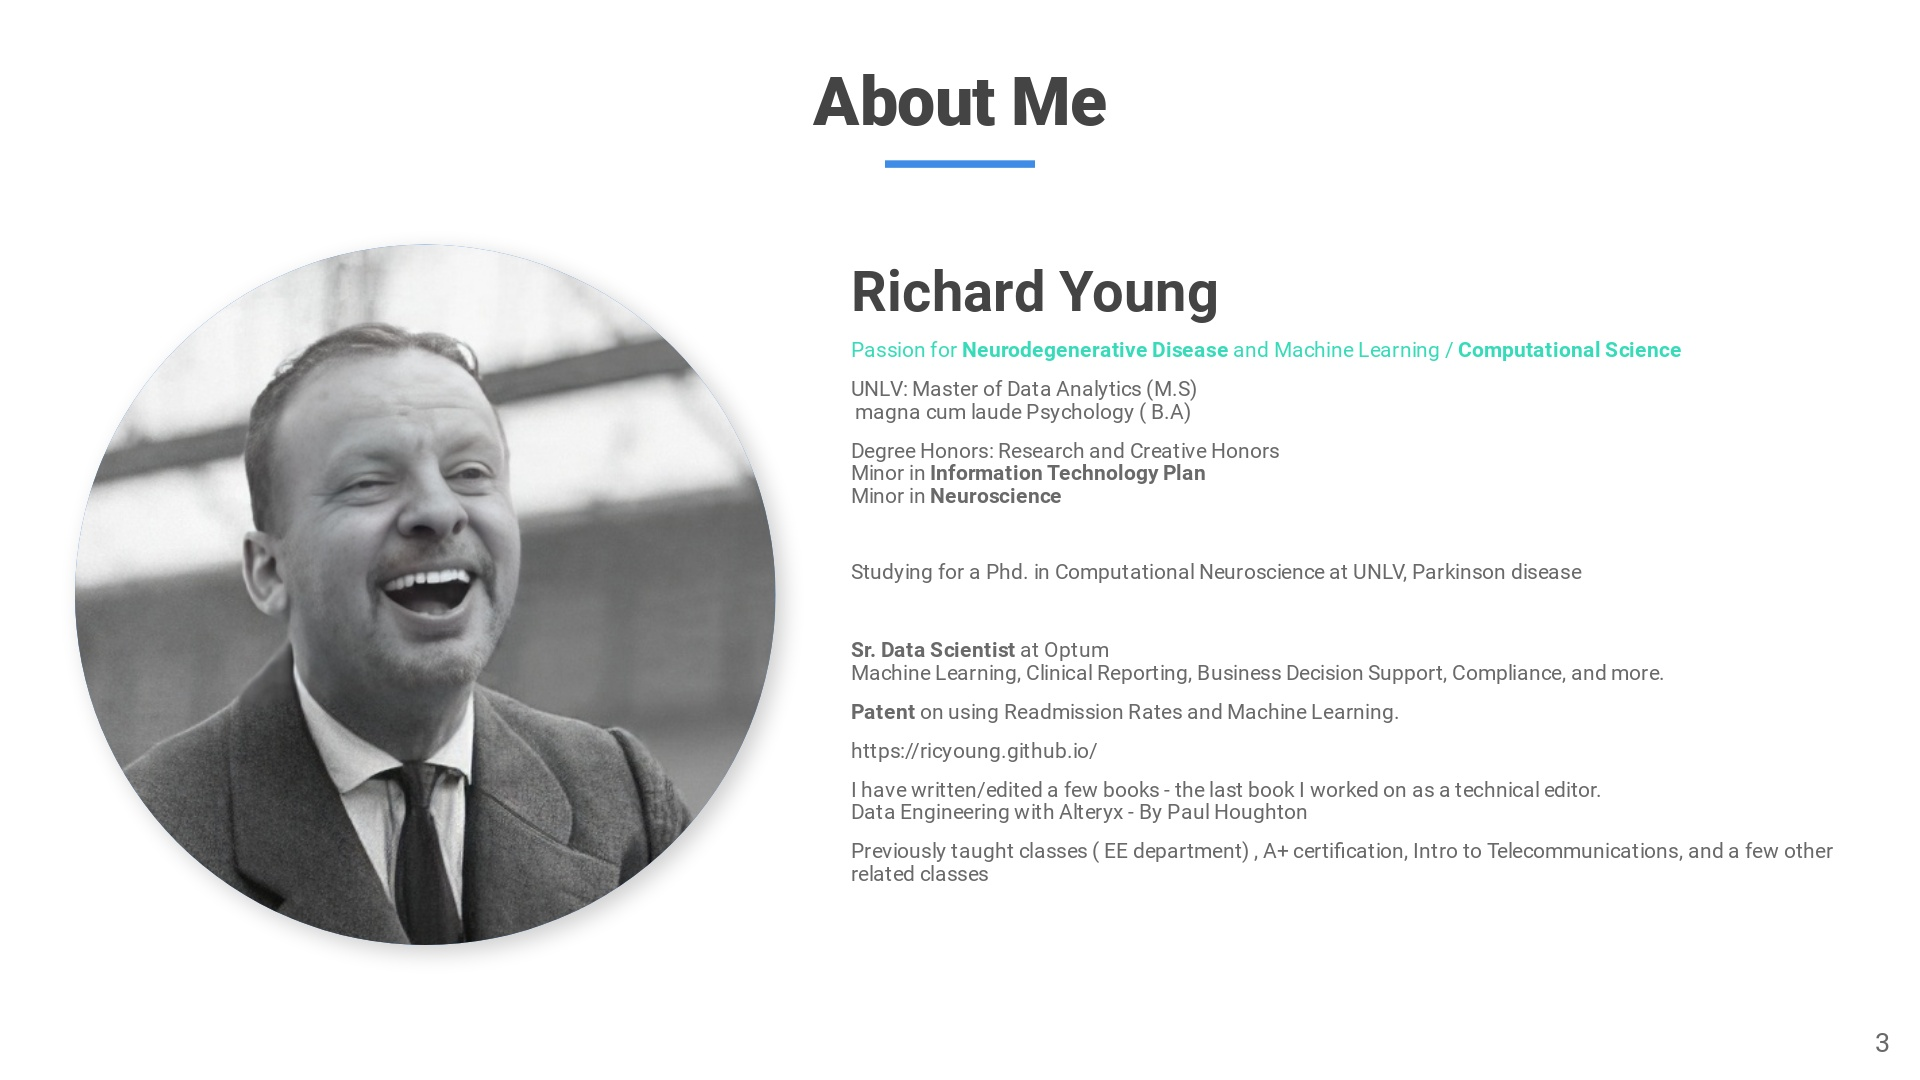 About Me
Richard Young
Passion for Neurodegenerative Disease and Machine Learning / Computational Science
UNLV: Master of Data Analytics (M.S)
magna cum laude Psychology ( B.A)
Degree Honors: Research and Creative Honors
Minor in Information Technology Plan
Minor in Neuroscience
Studying for a Phd. in Computational Neuroscience at UNLV, Parkinson disease
Sr. Data Scientist at Optum
Machine Learning, Clinical Reporting, Business Decision Support, Compliance, and more.
Patent on using Readmission Rates and Machine Learning.
https://ricyoung.github.io/
I have written/edited a few books - the last book I worked on as a technical editor.
Data Engineering with Alteryx - By Paul Houghton
Previously taught classes ( EE department) , A+ certification, Intro to Telecommunications, and a few other
related classes
3